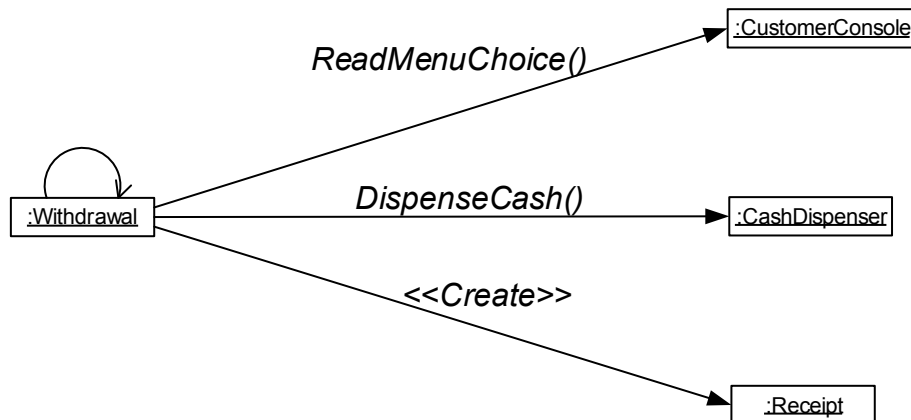 :CustomerConsole
ReadMenuChoice()
DispenseCash()
:Withdrawal
:CashDispenser
<<Create>>
:Receipt